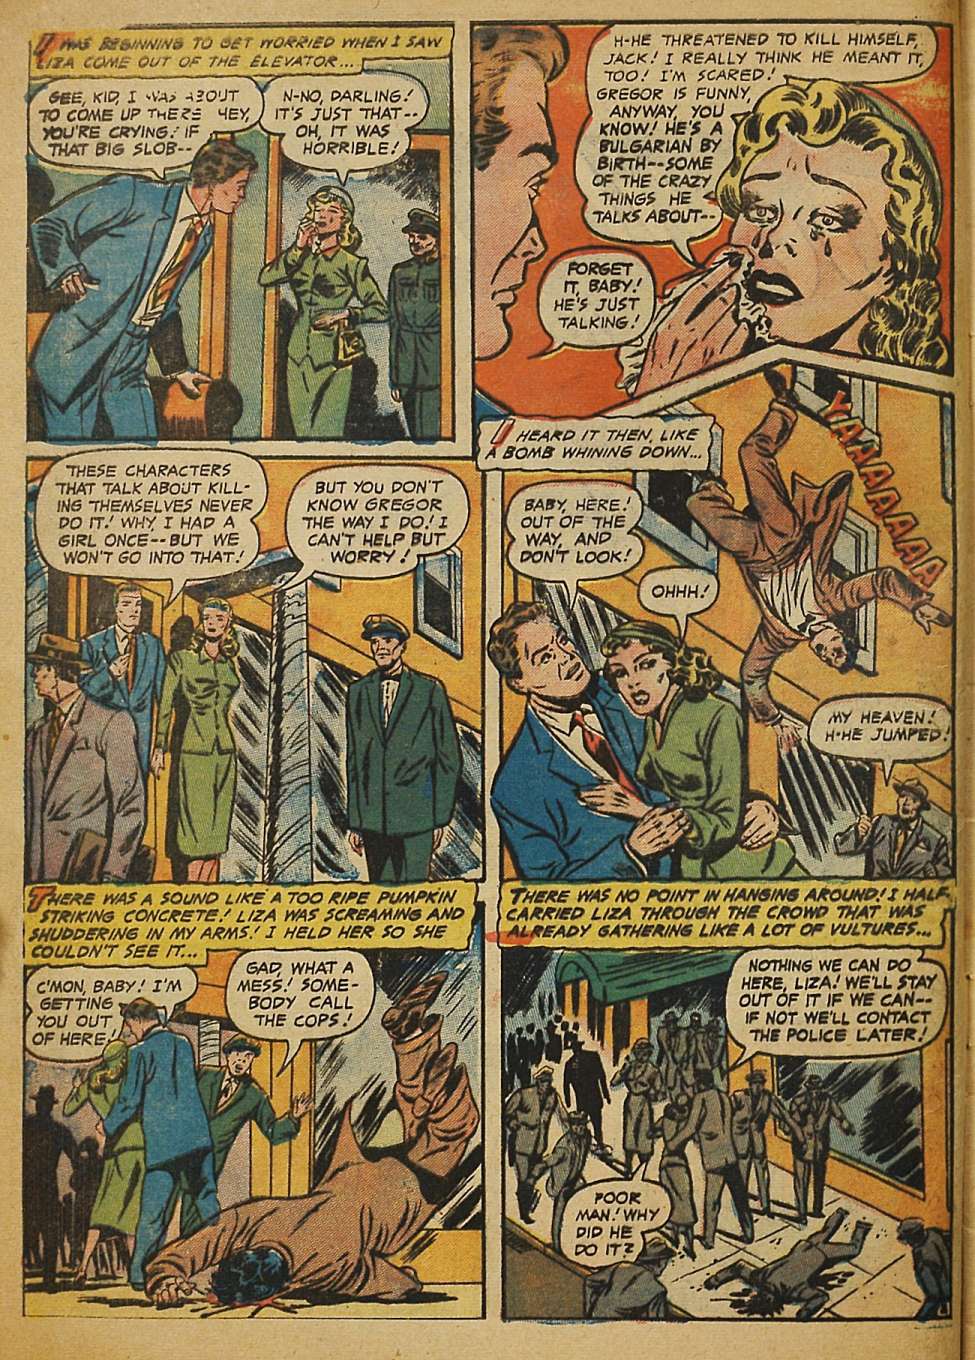 I WAS BEGINNING TO GET WORRIED WHEN I SAW
LIZA COME OUT OF THE ELEVATOR...
GEE, KID, I WAS ABOUT
TO COME UP THERE HEY,
YOU'RE CRYING! IF
THAT BIG SLOB--
N-NO, DARLING!
IT'S JUST THAT--
OH, IT WAS
HORRIBLE!
H-HE THREATENED TO KILL HIMSELF,
JACK! I REALLY THINK HE MEANT IT,
TOO! I'M SCARED!
GREGOR IS FUNNY,
ANYWAY, YOU
KNOW! HE'S A
BULGARIAN BY
BIRTH--SOME
OF THE CRAZY
THINGS HE
TALKS ABOUT--
FORGET
IT, BABY!
HE'S JUST
TALKING!
THESE CHARACTERS
THAT TALK ABOUT KILL-
ING THEMSELVES NEVER
DO IT! WHY, I HAD A
GIRL ONCE--BUT WE
WON'T GO INTO THAT!
BUT YOU DON'T
KNOW GREGOR
THE WAY I DO! I
CAN'T HELP BUT
WORRY!
I HEARD IT THEN, LIKE
A BOMB WHINING DOWN...
YAAAAAAAA
BABY, HERE!
OUT OF THE
WAY, AND
DON'T LOOK!
OHHH!
MY HEAVEN!
H-HE JUMPED!
THERE WAS A SOUND LIKE A TOO RIPE PUMPKIN
STRIKING CONCRETE! LIZA WAS SCREAMING AND
SHUDDERING IN MY ARMS! I HELD HER SO SHE
COULDN'T SEE IT...
C'MON, BABY! I'M
GETTING
YOU OUT
OF HERE!
GAD, WHAT A
MESS! SOME-
BODY CALL
THE COPS!
THERE WAS NO POINT IN HANGING AROUND! I HALF-
CARRIED LIZA THROUGH THE CROWD THAT WAS
ALREADY GATHERING LIKE A LOT OF VULTURES...
NOTHING WE CAN DO
HERE, LIZA! WE'LL STAY
OUT OF IT IF WE CAN--
IF NOT WE'LL CONTACT
THE POLICE LATER!
POOR
MAN! WHY
DID HE
DO IT?